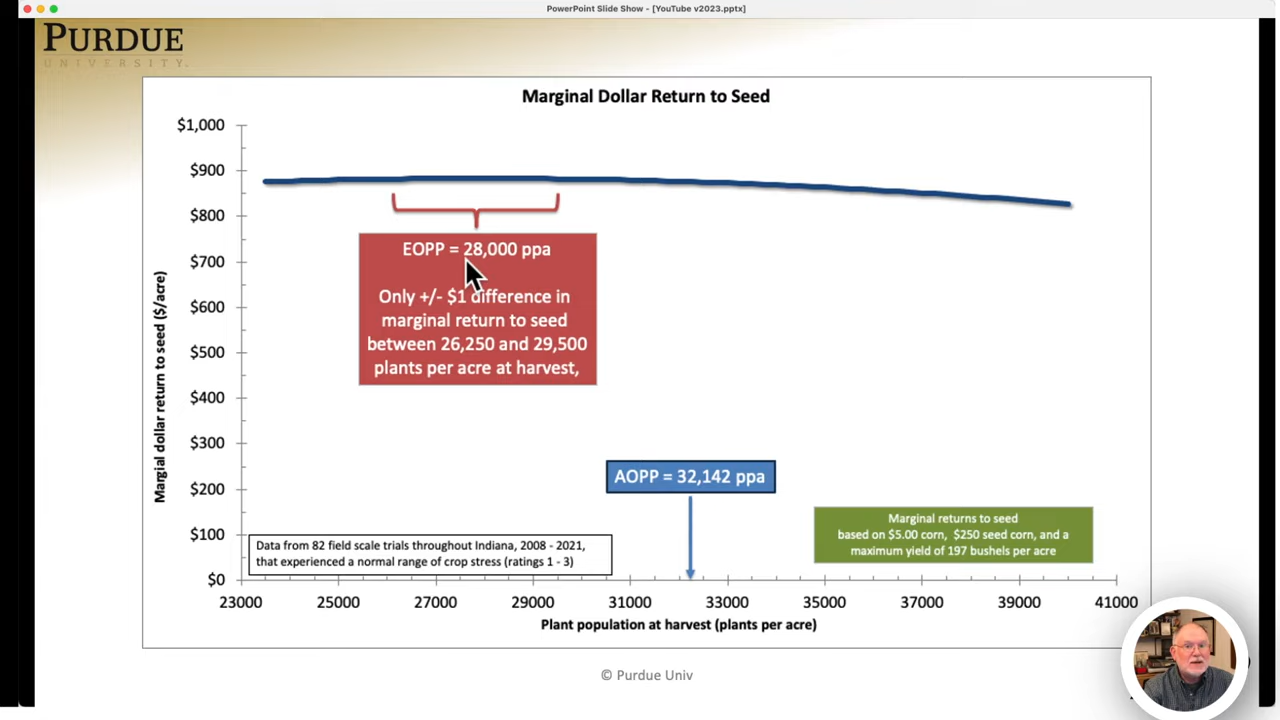 PowerPoint Slide Show - [YouTube v2023.pptx]
PURDUE
UNIVERSITY.
Marginal Dollar Return to Seed
$1,000
$900
$800
$700
$600
$500
$400
$300
$200
$100
$0
Margial dollar return to seed ($/acre)
EOPP = 28,000 ppa
Only +/- $1 difference in
marginal return to seed
between 26,250 and 29,500
plants per acre at harvest,
AOPP = 32,142 ppa
Marginal returns to seed
based on $5.00 corn, $250 seed corn, and a
maximum yield of 197 bushels per acre
Data from 82 field scale trials throughout Indiana, 2008 - 2021,
that experienced a normal range of crop stress (ratings 1 - 3)
23000 25000 27000 29000 31000 33000 35000 37000 39000 41000
Plant population at harvest (plants per acre)
© Purdue Univ